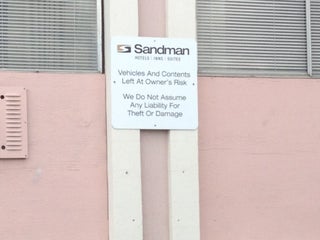 Sandman
HOTELS | INNS | SUITES
Vehicles And Contents
Left At Owner's Risk
We Do Not Assume
Any Liability For
Theft Or Damage